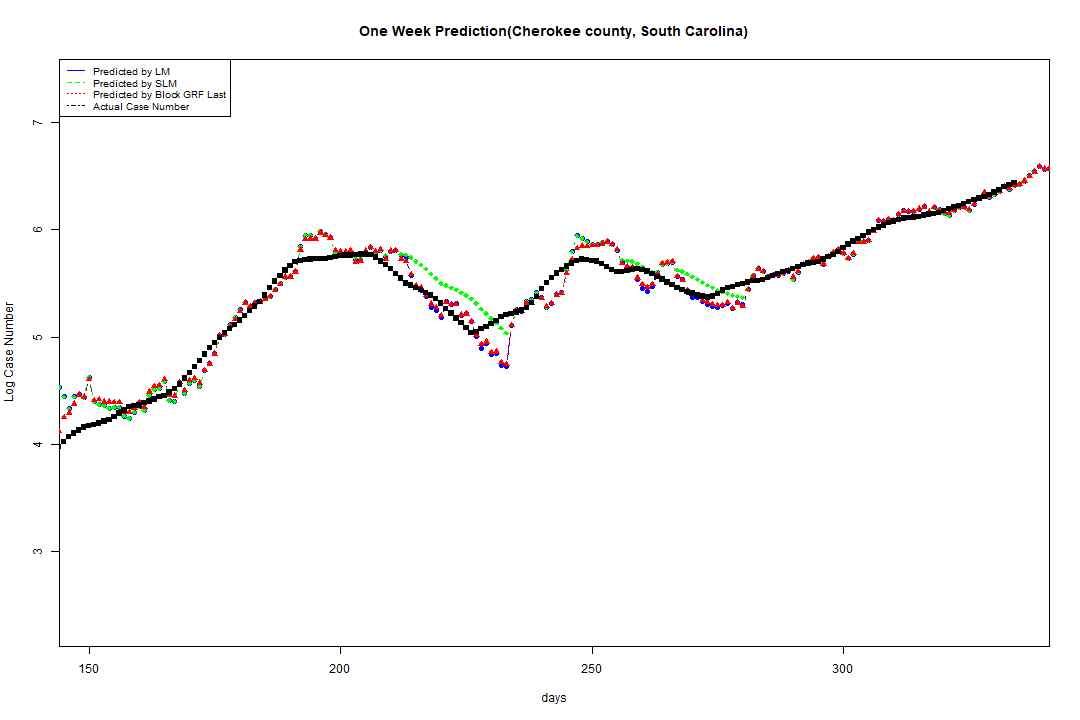 One Week Prediction(Cherokee county, South Carolina)
Predicted by LM
Predicted by SLM
Predicted by Block GRF Last
Actual Case Number
7
6
5
4
3
Log Case Number
150 200 250 300
days